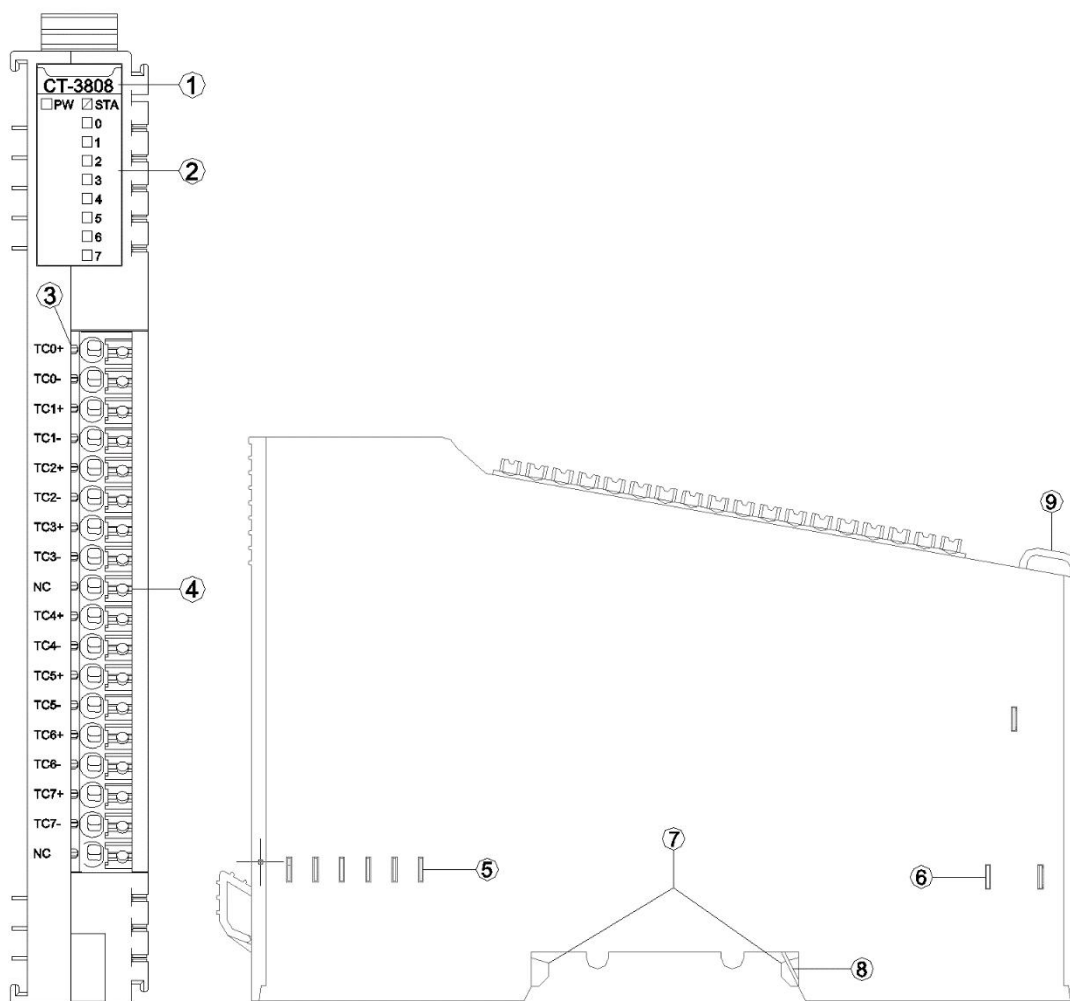 CT-3808
①
PW STA
0
1
2
②
3
4
5
6
7
③
TC0+
TC0-
TC1+
TC1-
TC2+
TC2-
TC3+
⑨
TC3-
NC
④
TC4+
TC4-
TC5+
TC5-
TC6+
TC6-
TC7+
TC7-
⑦
NC
⑤
⑥
⑧